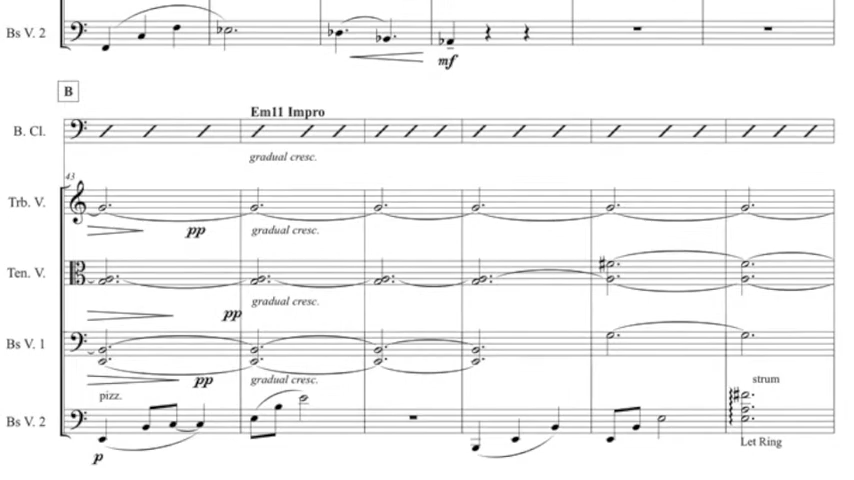 Bs V. 2
mf
B
Em11 Impro
B. Cl.
gradual cresc.
43
Trb. V.
pp
gradual cresc.
Ten. V.
gradual cresc.
pp
Bs V. 1
pp
gradual cresc.
pizz.
strum
Bs V. 2
Let Ring
p